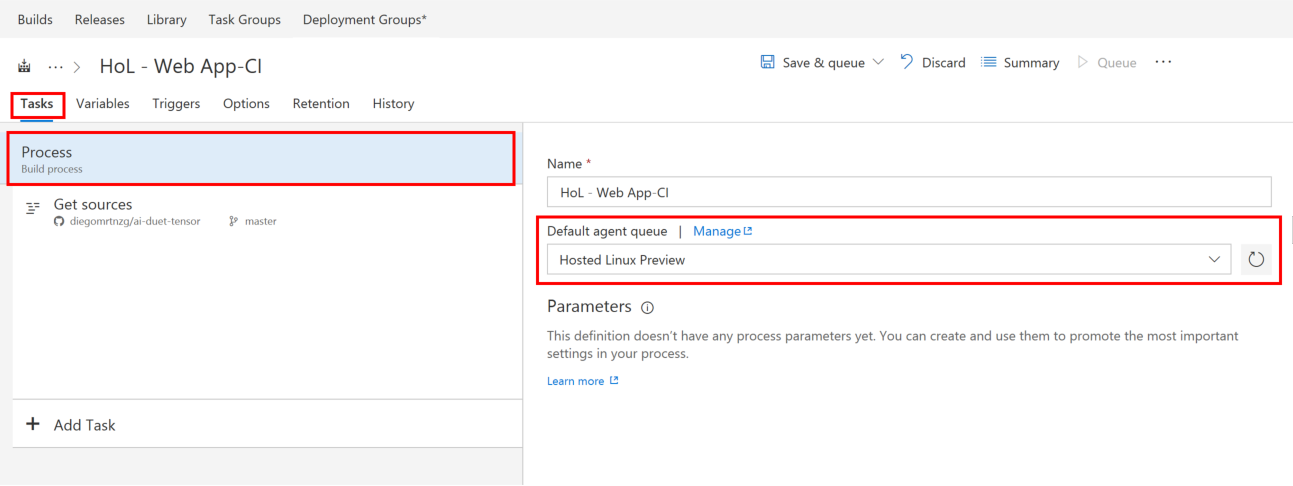 Builds Releases Library Task Groups Deployment Groups*
... > HoL - Web App-CI
Save & queue Discard Summary Queue ...
Tasks Variables Triggers Options Retention History
Process
Build process
Get sources
diegomrtnzg/ai-duet-tensor master
+ Add Task
Name *
HoL - Web App-CI
Default agent queue | Manage
Hosted Linux Preview
Parameters
This definition doesn't have any process parameters yet. You can create and use them to promote the most important
settings in your process.
Learn more